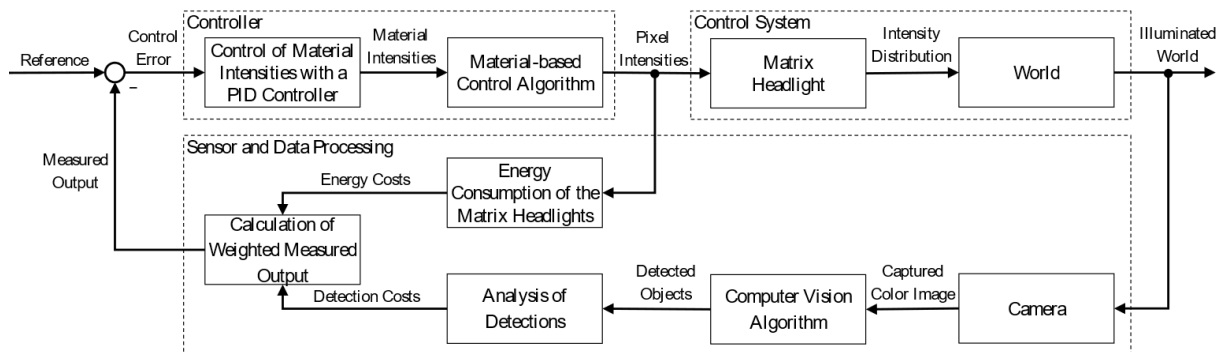 Controller
Control System
Reference
Control
Error
Control of Material
Intensities with a
PID Controller
Material
Intensities
Material-based
Control Algorithm
Pixel
Intensities
Matrix
Headlight
Intensity
Distribution
World
Illuminated
World
Measured
Output
Sensor and Data Processing
Energy Costs
Energy
Consumption of the
Matrix Headlights
Calculation of
Weighted Measured
Output
Detection Costs
Analysis of
Detections
Detected
Objects
Computer Vision
Algorithm
Captured
Color Image
Camera